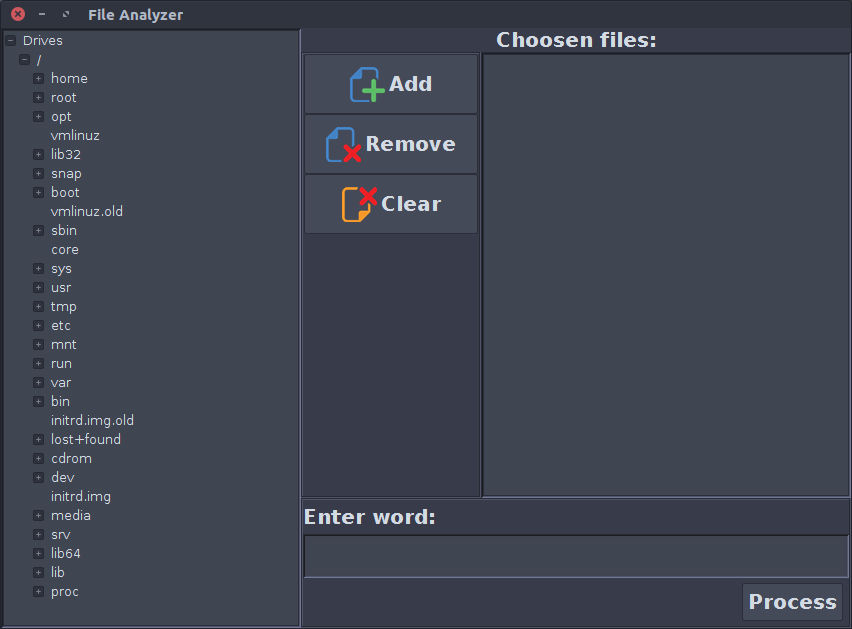 File Analyzer
Drives
/
home
root
opt
vmlinuz
lib32
snap
boot
vmlinuz.old
sbin
core
sys
usr
tmp
etc
mnt
run
var
bin
initrd.img.old
lost+found
cdrom
dev
initrd.img
media
srv
lib64
lib
proc
Add
Remove
Clear
Choosen files:
Enter word:
Process